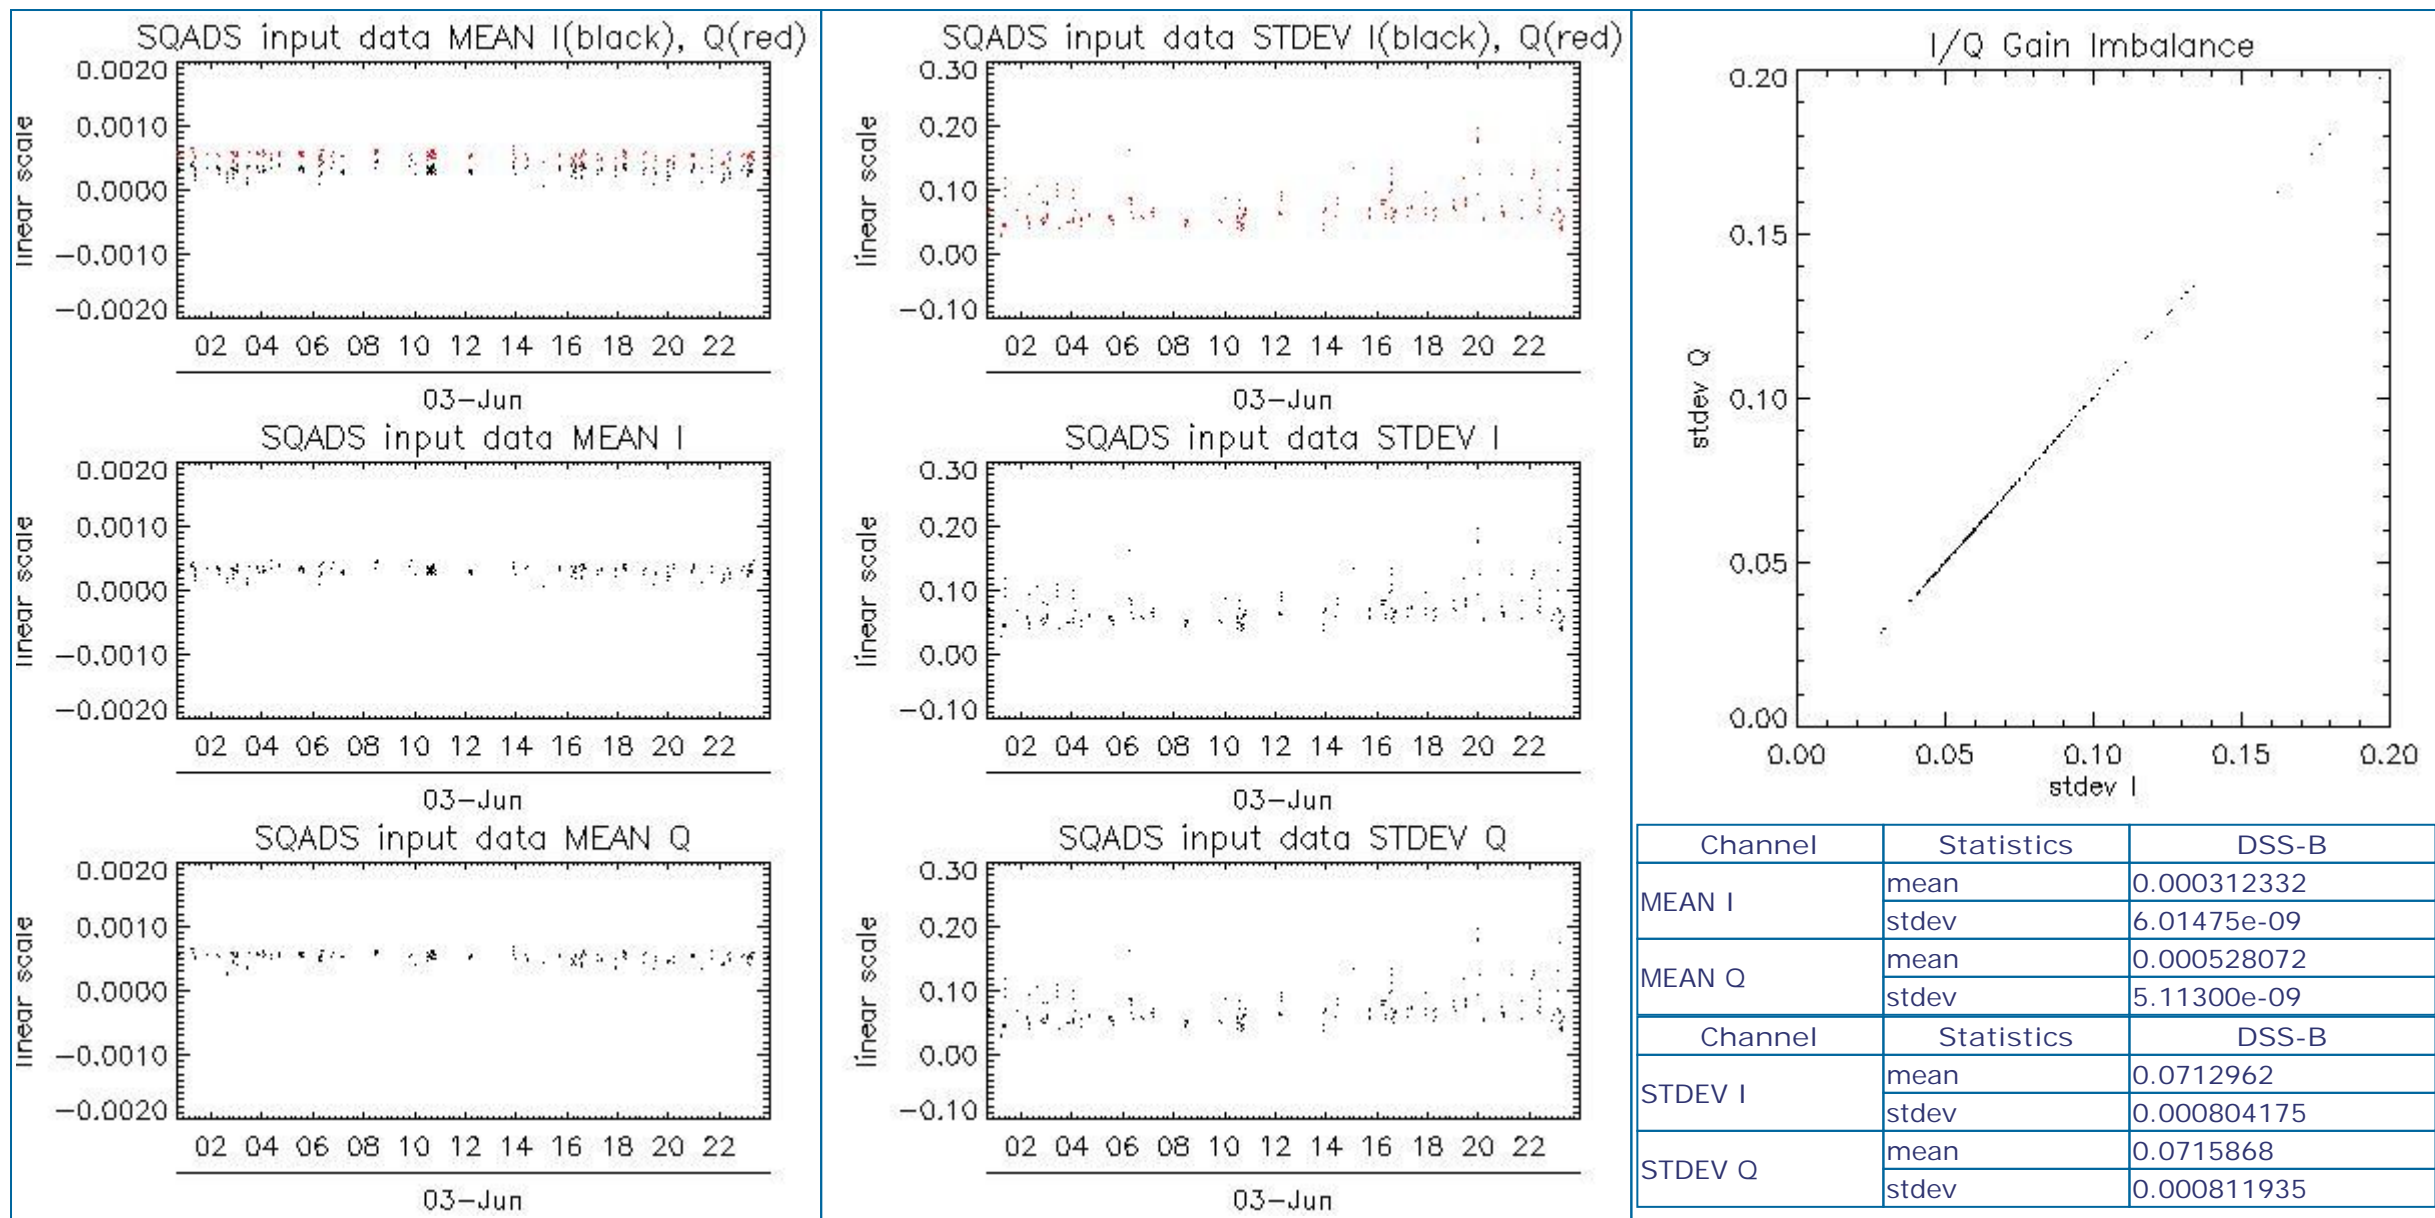 SQADS input data MEAN I(black), Q(red)
0.0020
0.0010
0.0000
−0.0010
−0.0020
linear scale
02 04 06 08 10 12 14 16 18 20 22
03-Jun
SQADS input data MEAN I
0.0020
0.0010
0.0000
−0.0010
−0.0020
linear scale
02 04 06 08 10 12 14 16 18 20 22
03-Jun
SQADS input data MEAN Q
0.0020
0.0010
0.0000
−0.0010
−0.0020
linear scale
02 04 06 08 10 12 14 16 18 20 22
03-Jun
SQADS input data STDEV I(black), Q(red)
0.30
0.20
0.10
0.00
−0.10
linear scale
02 04 06 08 10 12 14 16 18 20 22
03-Jun
SQADS input data STDEV I
0.30
0.20
0.10
0.00
−0.10
linear scale
02 04 06 08 10 12 14 16 18 20 22
03-Jun
SQADS input data STDEV Q
0.30
0.20
0.10
0.00
−0.10
linear scale
02 04 06 08 10 12 14 16 18 20 22
03-Jun
I/Q Gain Imbalance
0.20
0.15
0.10
0.05
0.00
stdev Q
0.00 0.05 0.10 0.15 0.20
stdev I
Channel Statistics DSS-B
MEAN I mean 0.000312332
stdev 6.01475e-09
MEAN Q mean 0.000528072
stdev 5.11300e-09
Channel Statistics DSS-B
STDEV I mean 0.0712962
stdev 0.000804175
STDEV Q mean 0.0715868
stdev 0.000811935